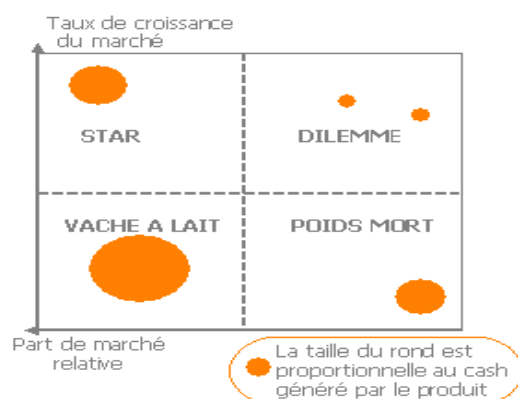 Taux de croissance
du marché
STAR
DILEMME
VACHE A LAIT
POIDS MORT
Part de marché
relative
La taille du rond est
proportionnelle au cash
généré par le produit